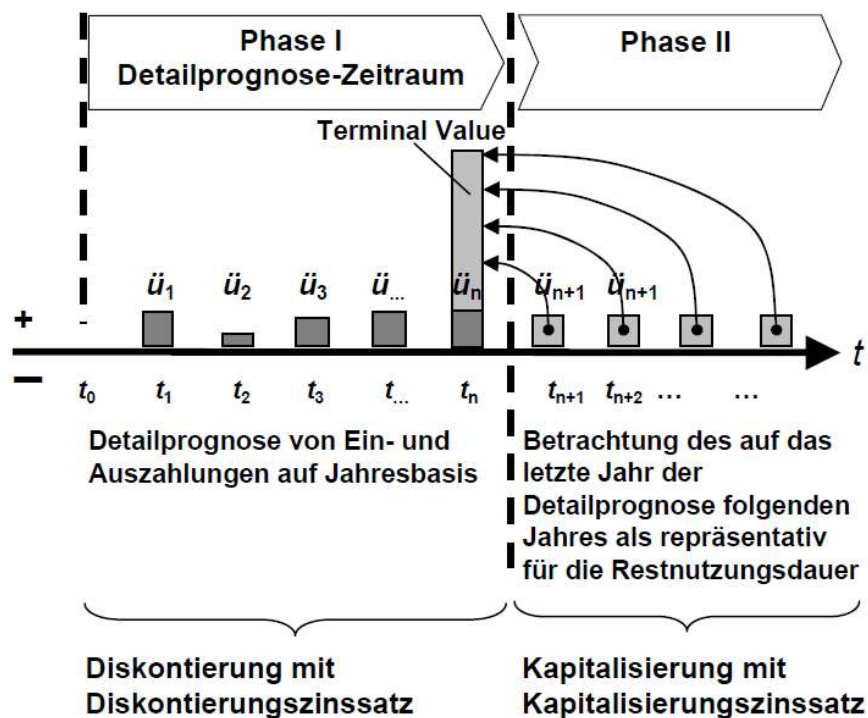 Phase I
Detailprognose-Zeitraum
Phase II
Terminal Value
ü1 ü2 ü3 ü... ün ün+1 ün+1
+
–
t
t0 t1 t2 t3 t... tn tn+1 tn+2 ... ...
Detailprognose von Ein- und
Auszahlungen auf Jahresbasis
Betrachtung des auf das
letzte Jahr der
Detailprognose folgenden
Jahres als repräsentativ
für die Restnutzungsdauer
Diskontierung mit
Diskontierungszinssatz
Kapitalisierung mit
Kapitalisierungszinssatz